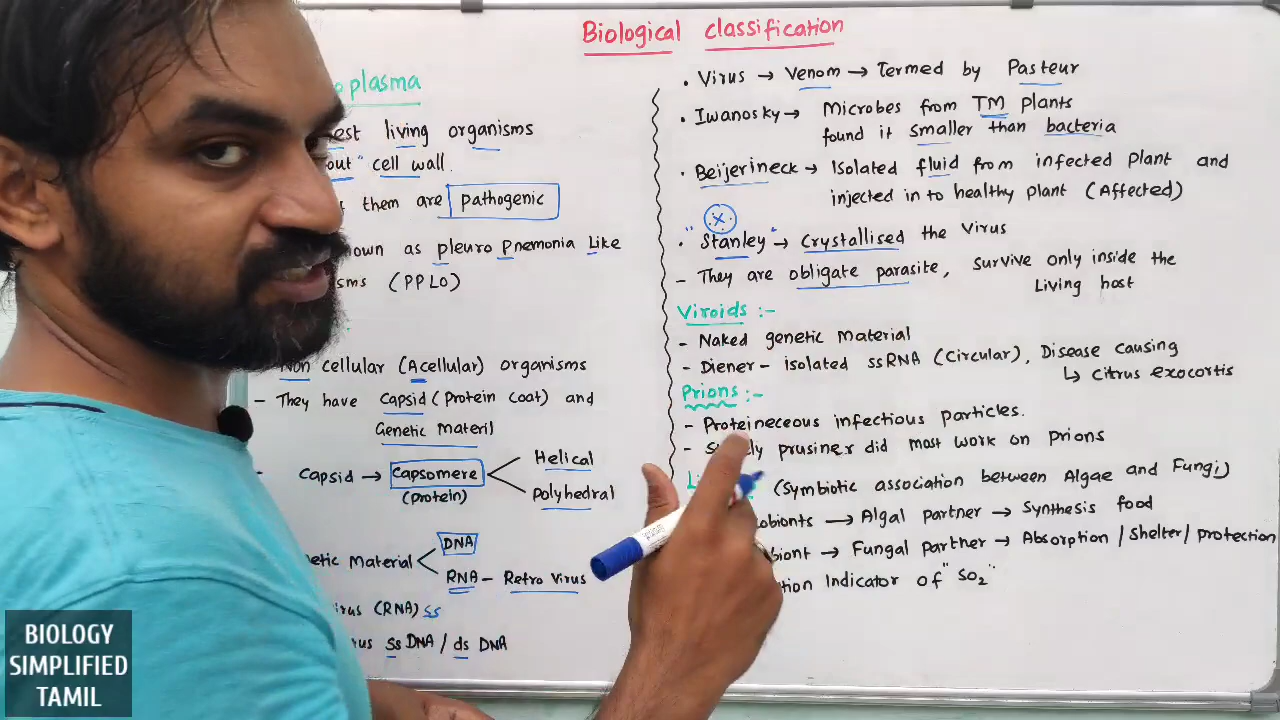 Biological classification
plasma
living organisms
cell wall.
them are pathogenic
as pleuro pnemonia Like
(PPLO)
Non cellular (Acellular) organisms
- They have Capsid (Protein coat) and
Genetic Materil
Capsid → Capsomere
(protein)
Helical
Polyhedral
Material
DNA
RNA - Retro Virus
(RNA) ss
ss DNA / ds DNA
• Virus → Venom → Termed by Pasteur
• Iwanosky → Microbes from TM plants
found it smaller than bacteria
• Beijerineck → Isolated fluid from infected plant and
injected in to healthy plant (Affected)
• "Stanley" → Crystallised the Virus
- They are obligate parasite, survive only inside the
Living host
Viroids :-
- Naked genetic material
- Diener - isolated ssRNA (Circular), Disease causing
↳ Citrus exocortis
Prions :-
- Proteineceous infectious particles.
- prusiner did most work on prions
(Symbiotic association between Algae and Fungi)
→ Algal partner → Synthesis food
→ Fungal partner → Absorption / Shelter / protection
Indicator of "SO2"
BIOLOGY
SIMPLIFIED
TAMIL